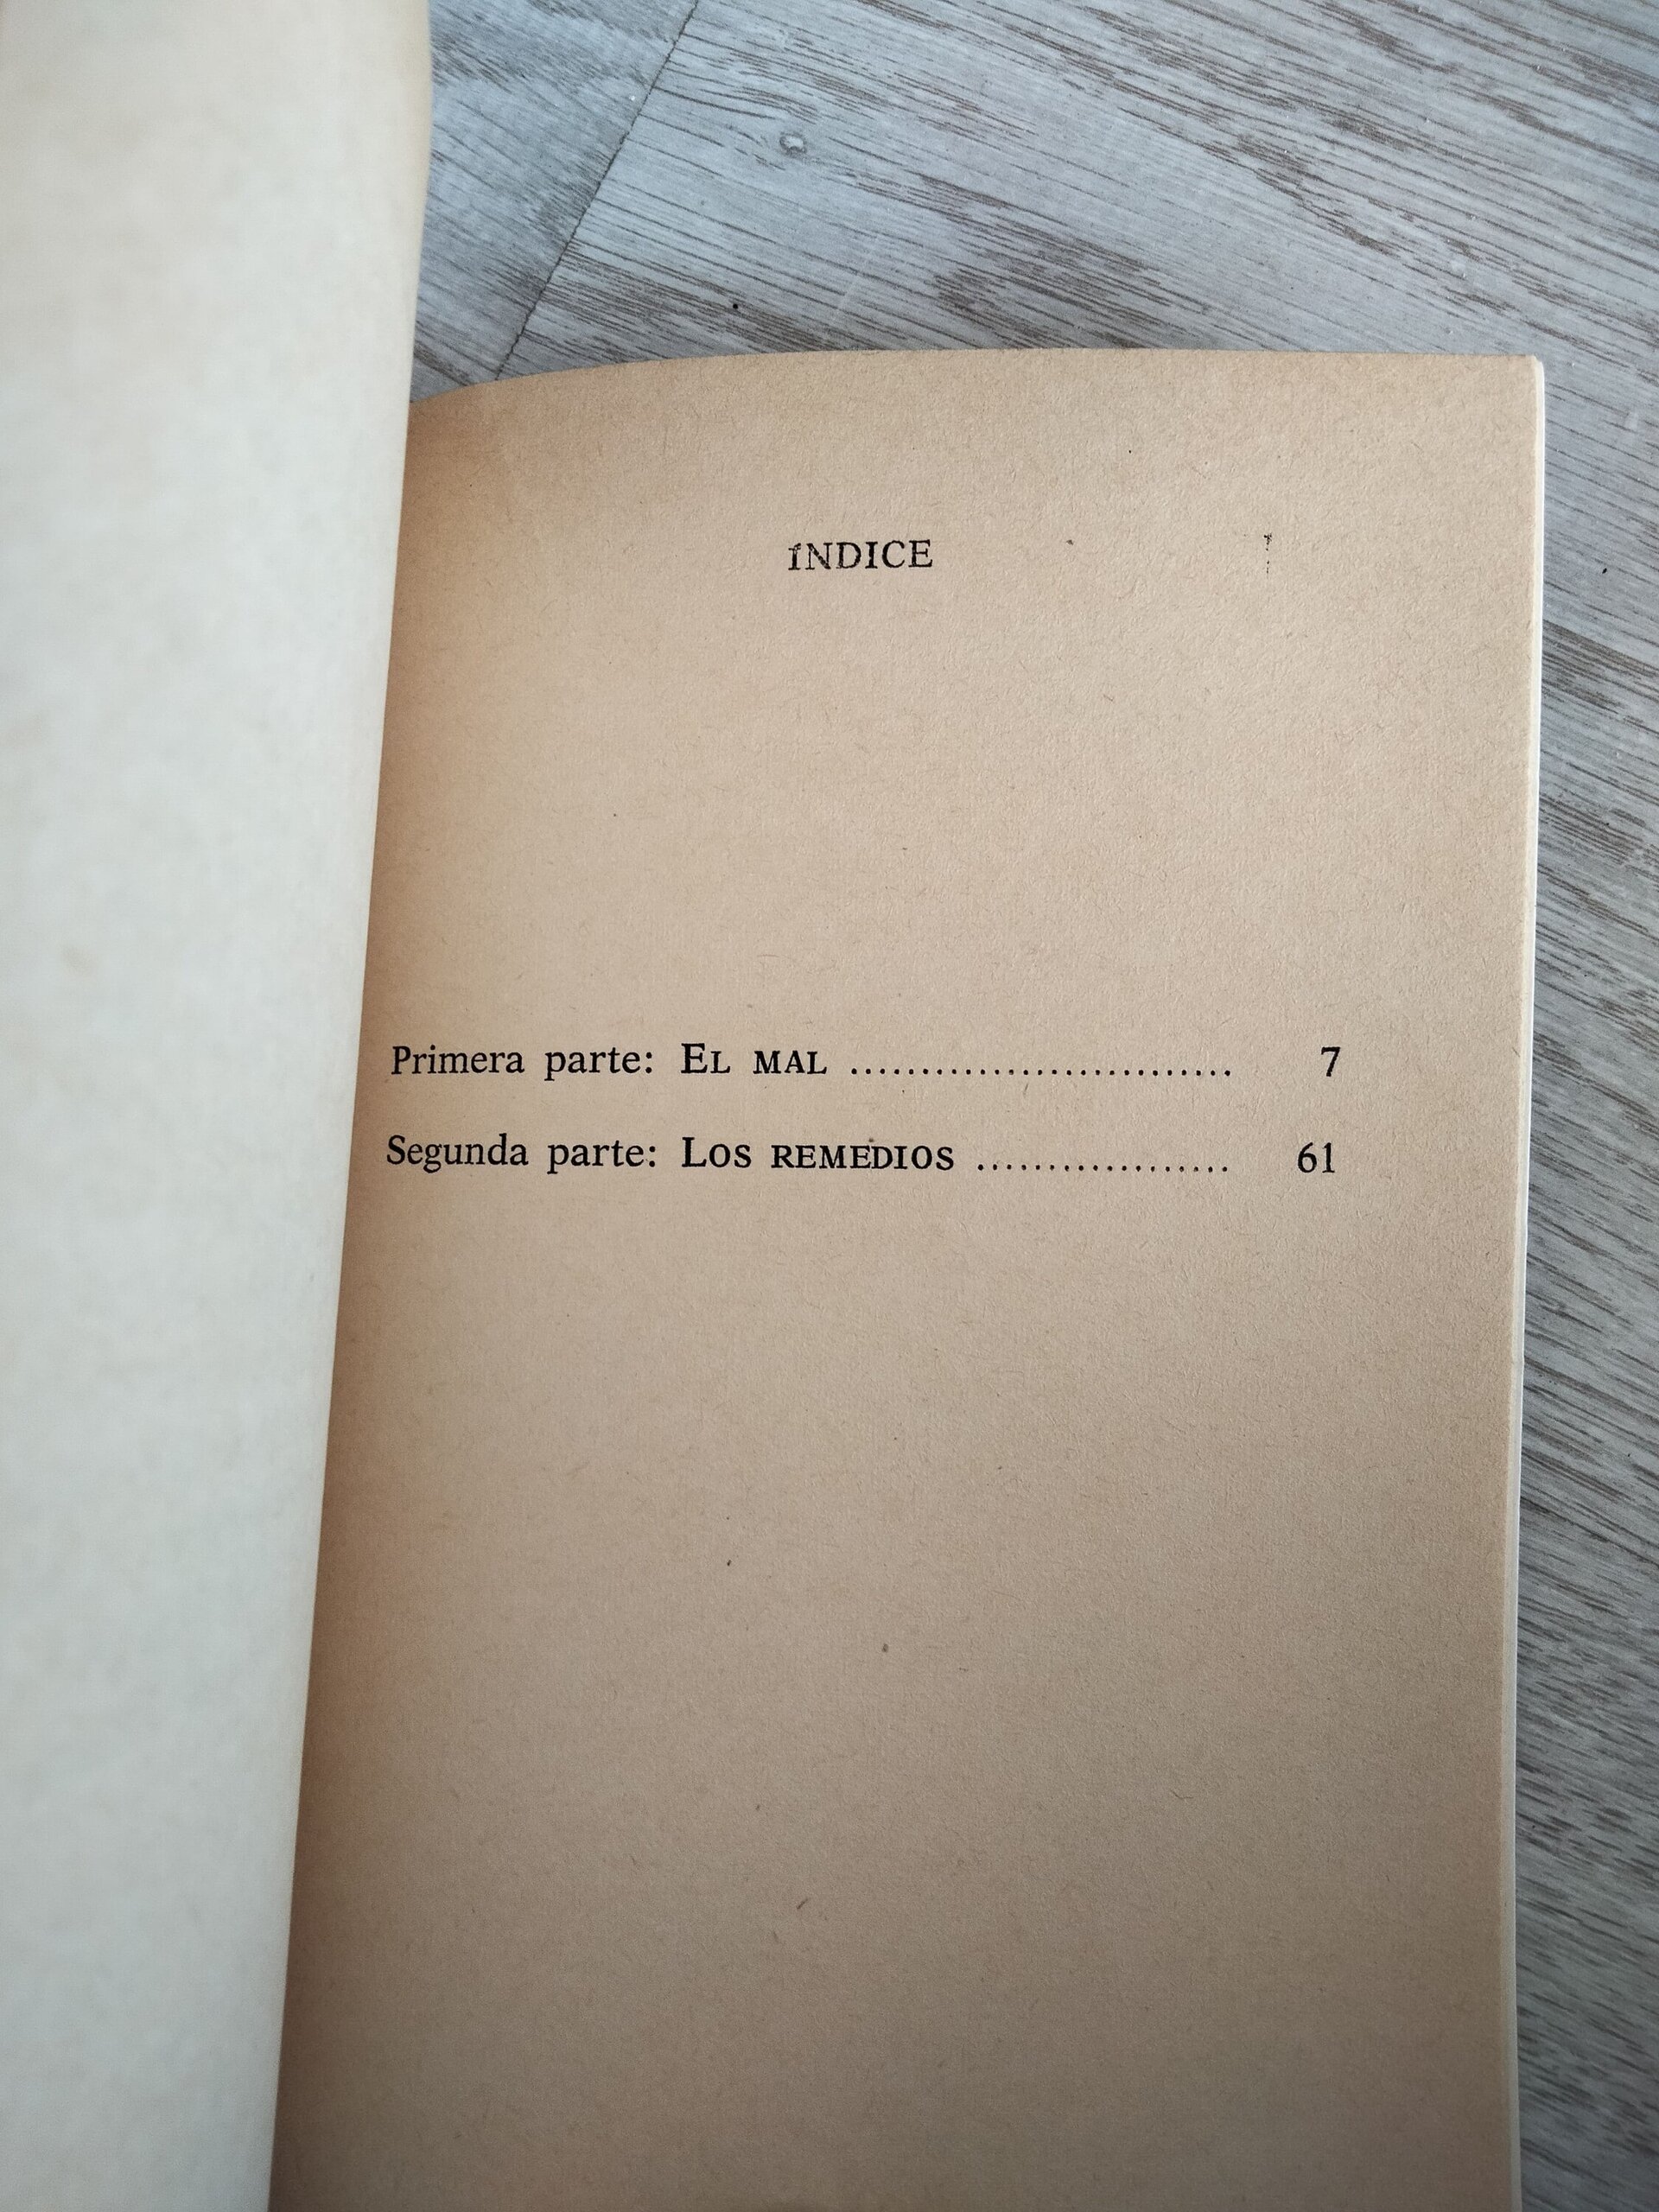 ÍNDICE
Primera parte: EL MAL ........................... 7
Segunda parte: LOS REMEDIOS .................. 61